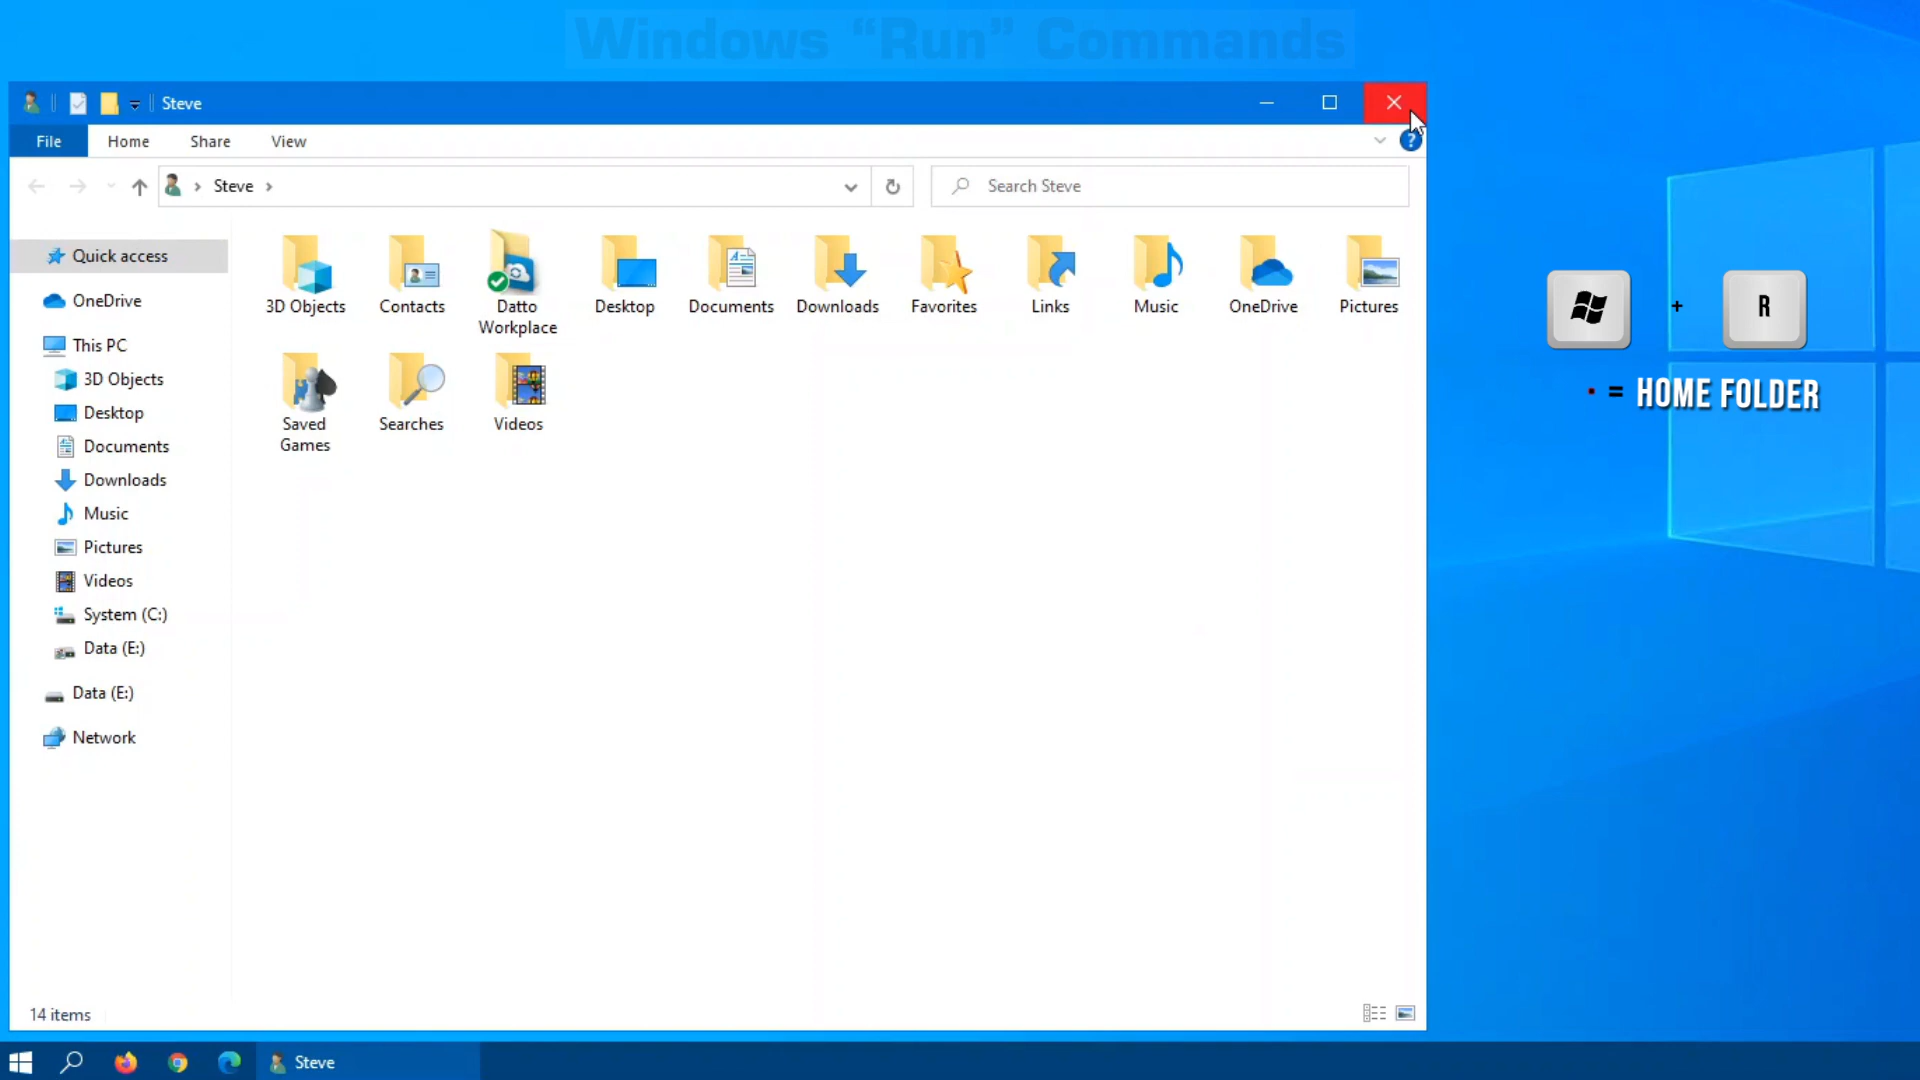 Windows “Run” Commands
Steve
File Home Share View
Steve
Search Steve
Quick access
OneDrive
This PC
3D Objects
Desktop
Documents
Downloads
Music
Pictures
Videos
System (C:)
Data (E:)
Data (E:)
Network
3D Objects
Contacts
Datto
Workplace
Desktop
Documents
Downloads
Favorites
Links
Music
OneDrive
Pictures
Saved
Games
Searches
Videos
+ R
. = HOME FOLDER
14 items
Steve